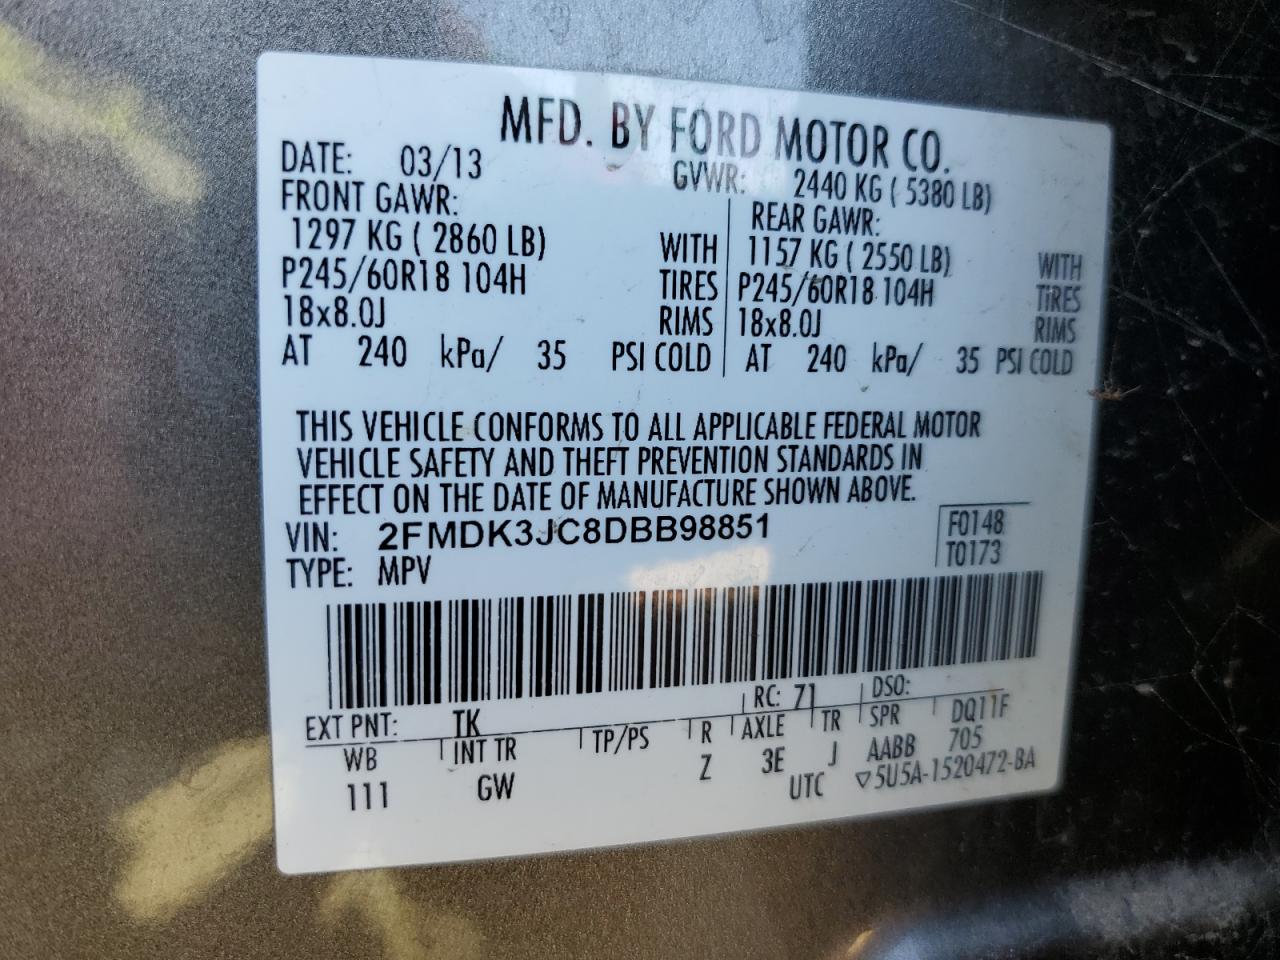 MFD. BY FORD MOTOR CO.
DATE: 03/13 GVWR: 2440 KG ( 5380 LB)
FRONT GAWR: REAR GAWR:
1297 KG ( 2860 LB) WITH 1157 KG ( 2550 LB) WITH
P245/60R18 104H TIRES P245/60R18 104H TIRES
18x8.0J RIMS 18x8.0J RIMS
AT 240 kPa/ 35 PSI COLD AT 240 kPa/ 35 PSI COLD
THIS VEHICLE CONFORMS TO ALL APPLICABLE FEDERAL MOTOR
VEHICLE SAFETY AND THEFT PREVENTION STANDARDS IN
EFFECT ON THE DATE OF MANUFACTURE SHOWN ABOVE.
VIN: 2FMDK3JC8DBB98851 F0148
TYPE: MPV T0173
EXT PNT: TK RC: 71 DSO:
WB INT TR TP/PS R AXLE TR SPR DQ11F
111 GW Z 3E J AABB 705
UTC ▽5U5A-1520472-BA